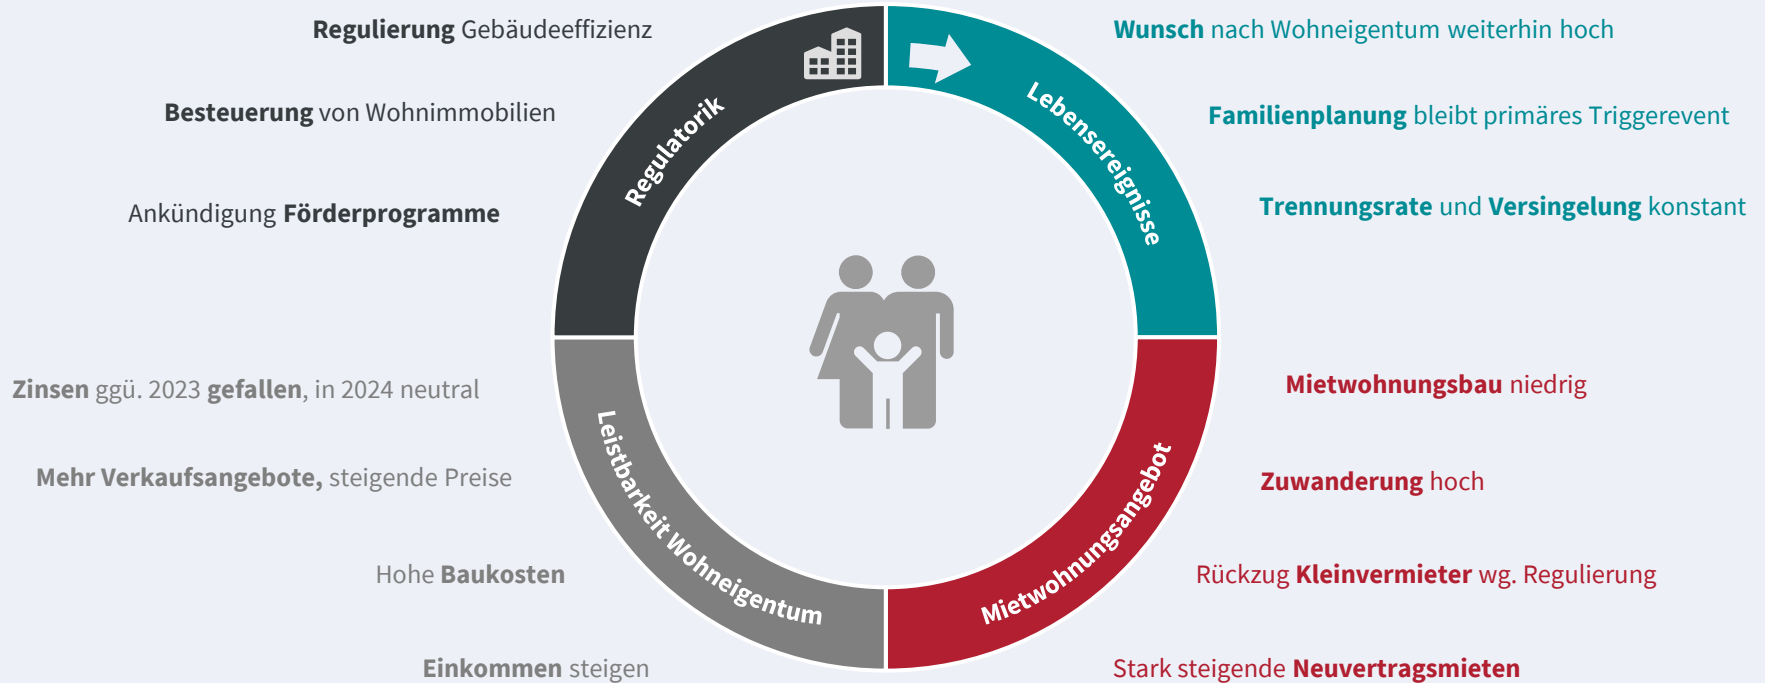 Regulierung Gebäudeeffizienz
Besteuerung von Wohnimmobilien
Ankündigung Förderprogramme
Regulatorik
Wunsch nach Wohneigentum weiterhin hoch
Familienplanung bleibt primäres Triggerevent
Trennungsrate und Versingelung konstant
Lebensereignisse
Zinsen ggü. 2023 gefallen, in 2024 neutral
Mehr Verkaufsangebote, steigende Preise
Hohe Baukosten
Einkommen steigen
Leistbarkeit Wohneigentum
Mietwohnungsbau niedrig
Zuwanderung hoch
Rückzug Kleinvermieter wg. Regulierung
Stark steigende Neuvertragsmieten
Mietwohnungsangebot